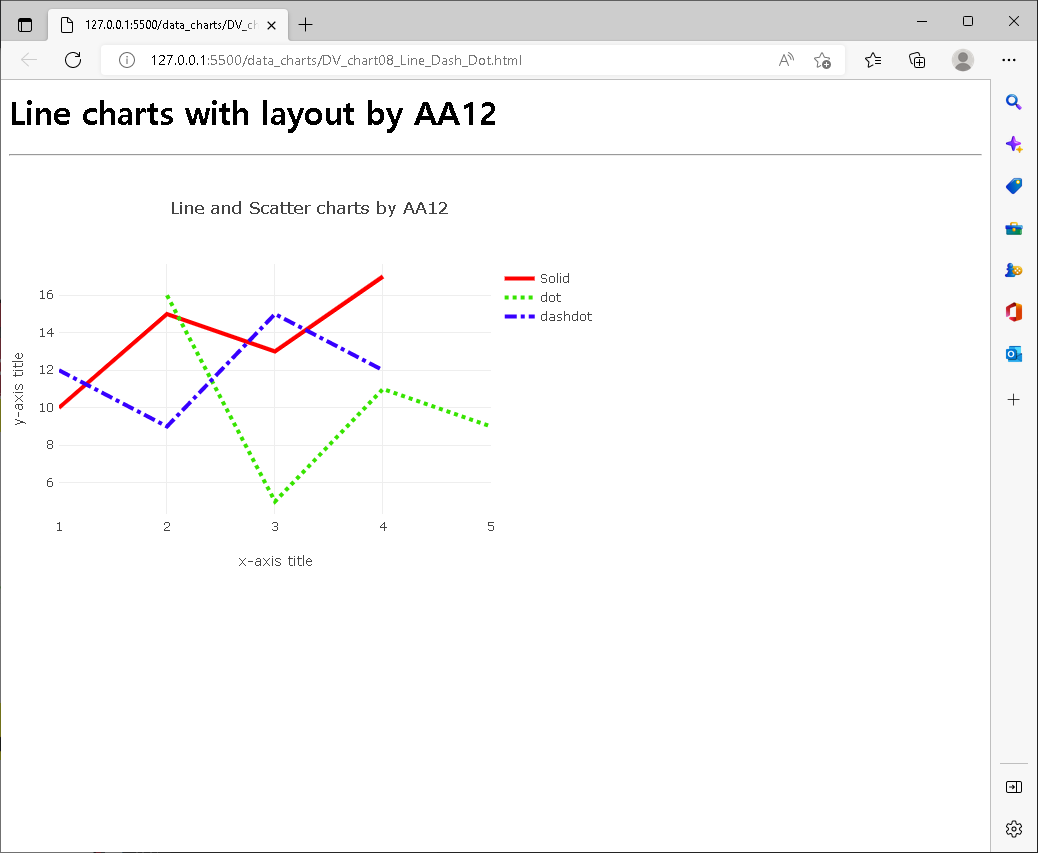 127.0.0.1:5500/data_charts/DV_ch
127.0.0.1:5500/data_charts/DV_chart08_Line_Dash_Dot.html
Line charts with layout by AA12
Line and Scatter charts by AA12
Solid
dot
dashdot
16
14
12
10
8
6
y-axis title
1 2 3 4 5
x-axis title